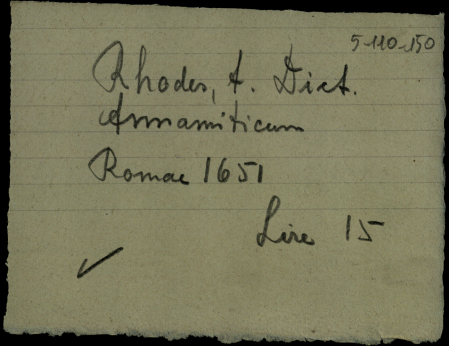 5-110-150
Rhodes, A. Dict.
Annamiticum
Romae 1651
Lire 15